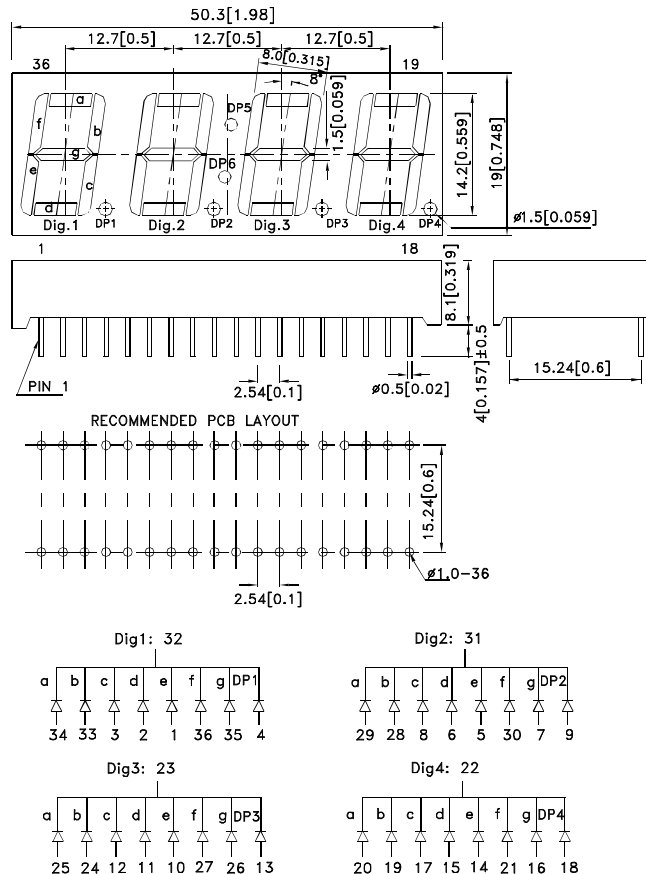 50.3[1.98]
12.7[0.5] 12.7[0.5] 12.7[0.5]
8.0[0.315]
36 19
8°
1.5[0.059]
a
f b
g
e c
d
DP5
DP6
14.2[0.559]
19[0.748]
Dig.1 DP1 Dig.2 DP2 Dig.3 DP3 Dig.4 DP4
ø1.5[0.059]
1 18
8.1[0.319]
4[0.157]±0.5
PIN 1
2.54[0.1]
ø0.5[0.02]
15.24[0.6]
RECOMMENDED PCB LAYOUT
15.24[0.6]
ø1.0-36
2.54[0.1]
Dig1: 32
a b c d e f g DP1
34 33 3 2 1 36 35 4
Dig2: 31
a b c d e f g DP2
29 28 8 6 5 30 7 9
Dig3: 23
a b c d e f g DP3
25 24 12 11 10 27 26 13
Dig4: 22
a b c d e f g DP4
20 19 17 15 14 21 16 18